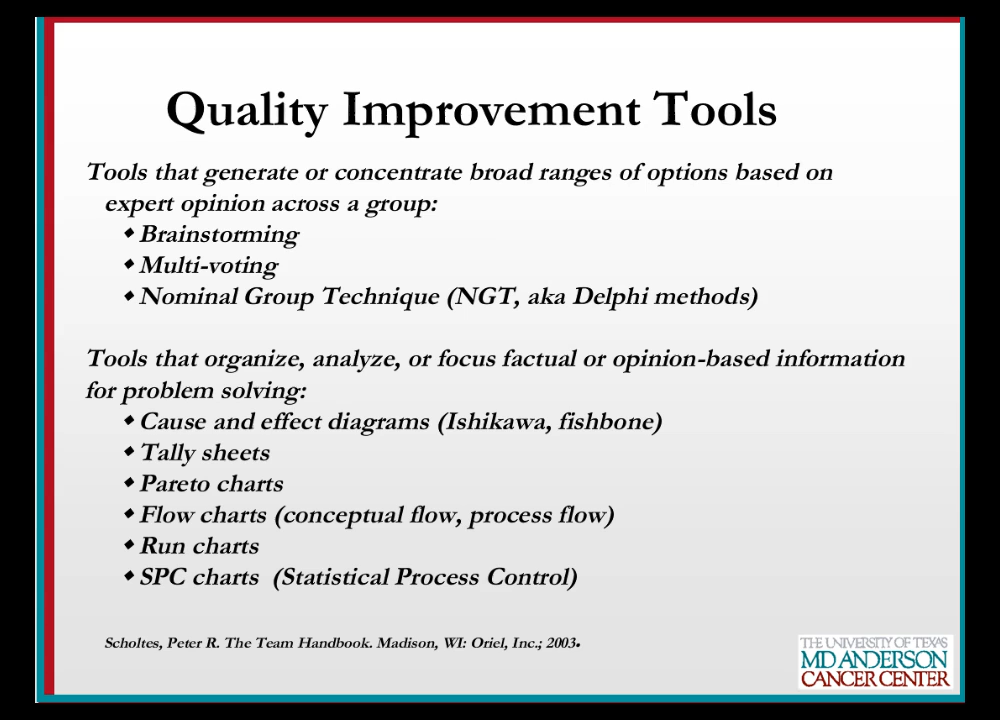 Quality Improvement Tools
Tools that generate or concentrate broad ranges of options based on
expert opinion across a group:
◆ Brainstorming
◆ Multi-voting
◆ Nominal Group Technique (NGT, aka Delphi methods)
Tools that organize, analyze, or focus factual or opinion-based information
for problem solving:
◆ Cause and effect diagrams (Ishikawa, fishbone)
◆ Tally sheets
◆ Pareto charts
◆ Flow charts (conceptual flow, process flow)
◆ Run charts
◆ SPC charts  (Statistical Process Control)
Scholtes, Peter R. The Team Handbook. Madison, WI: Oriel, Inc.; 2003.
THE UNIVERSITY OF TEXAS
MD ANDERSON
CANCER CENTER